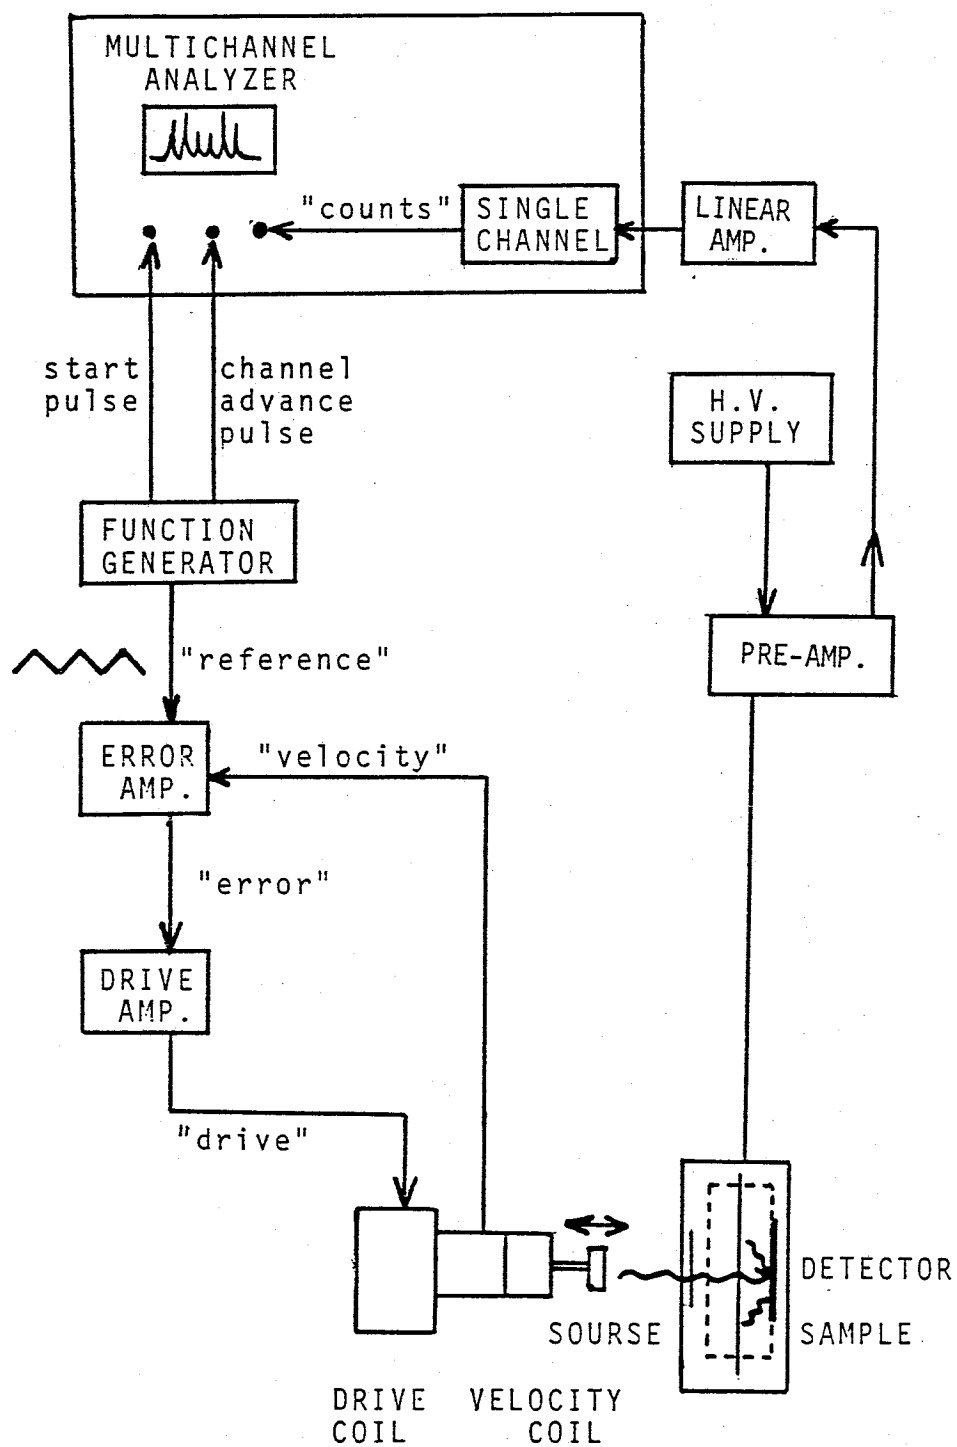 MULTICHANNEL
ANALYZER
"counts"
SINGLE
CHANNEL
LINEAR
AMP.
start
pulse
channel
advance
pulse
H.V.
SUPPLY
FUNCTION
GENERATOR
"reference"
PRE-AMP.
ERROR
AMP.
"velocity"
"error"
DRIVE
AMP.
"drive"
DETECTOR
SOURSE
SAMPLE
DRIVE
COIL
VELOCITY
COIL